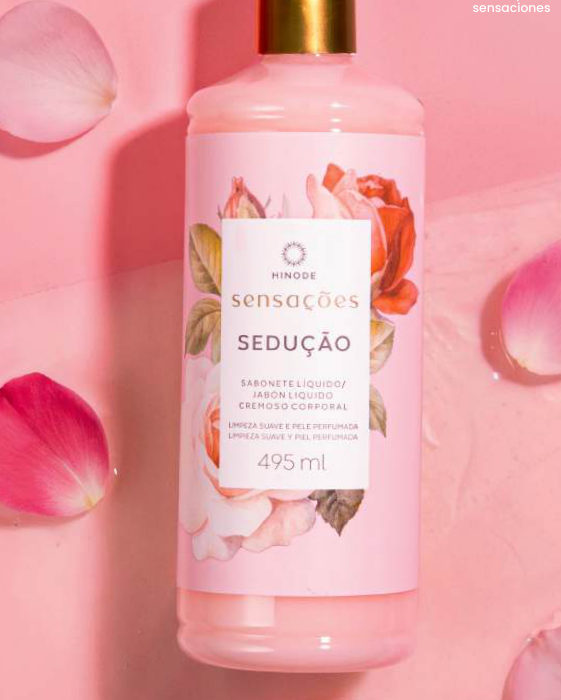 sensaciones
HINODE
sensações
SEDUÇÃO
SABONETE LÍQUIDO/
JABÓN LIQUIDO
CREMOSO CORPORAL
LIMPEZA SUAVE E PELE PERFUMADA
LIMPIEZA SUAVE Y PIEL PERFUMADA
495 ml